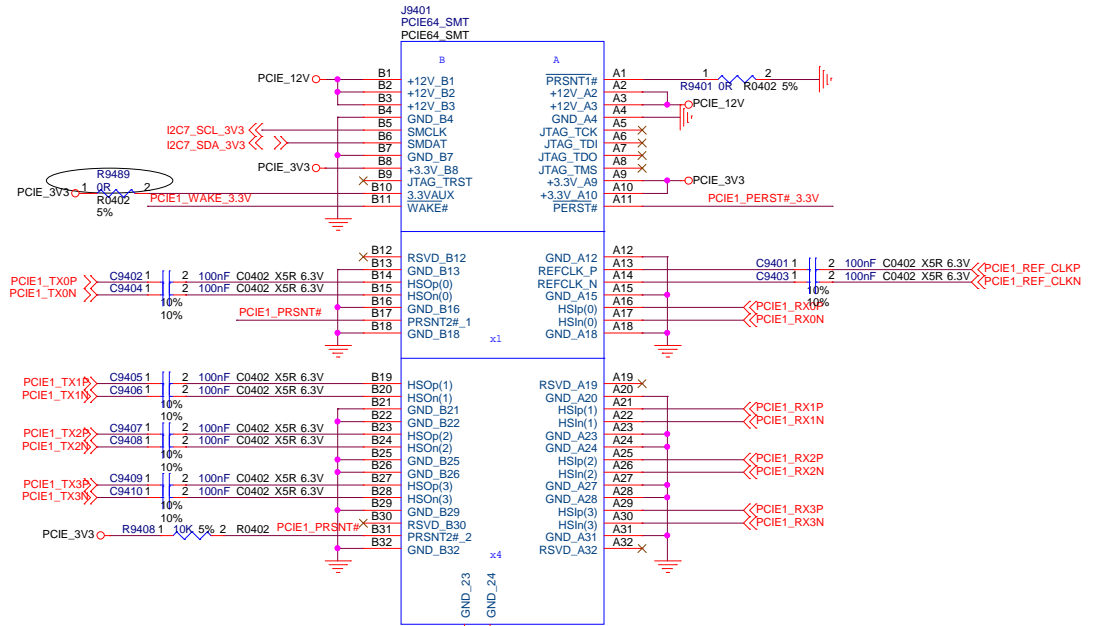 J9401
PCIE64_SMT
PCIE64_SMT
B A
PCIE_12V B1 +12V_B1 PRSNT1# A1 1 2
R9401 0R R0402 5%
B2 +12V_B2 +12V_A2 A2
B3 +12V_B3 +12V_A3 A3 PCIE_12V
B4 GND_B4 GND_A4 A4
I2C7_SCL_3V3 B5 SMCLK JTAG_TCK A5
I2C7_SDA_3V3 B6 SMDAT JTAG_TDI A6
B7 GND_B7 JTAG_TDO A7
PCIE_3V3 B8 +3.3V_B8 JTAG_TMS A8
R9489
B9 JTAG_TRST +3.3V_A9 A9 PCIE_3V3
PCIE_3V3 1 0R 2 B10 3.3VAUX +3.3V_A10 A10
R0402
5%
PCIE1_WAKE_3.3V B11 WAKE# PERST# A11 PCIE1_PERST#_3.3V
B12 RSVD_B12 GND_A12 A12
B13 GND_B13 REFCLK_P A13 C9401 1 2 100nF C0402 X5R 6.3V PCIE1_REF_CLKP
PCIE1_TX0P C9402 1 2 100nF C0402 X5R 6.3V B14 HSOp(0) REFCLK_N A14 C9403 1 2 100nF C0402 X5R 6.3V PCIE1_REF_CLKN
PCIE1_TX0N C9404 1 2 100nF C0402 X5R 6.3V B15 HSOn(0) GND_A15 A15
10%
10%
10%
10%
B16 GND_B16 HSIp(0) A16 PCIE1_RX0P
PCIE1_PRSNT# B17 PRSNT2#_1 HSIn(0) A17 PCIE1_RX0N
B18 GND_B18 GND_A18 A18
x1
PCIE1_TX1P C9405 1 2 100nF C0402 X5R 6.3V B19 HSOp(1) RSVD_A19 A19
PCIE1_TX1N C9406 1 2 100nF C0402 X5R 6.3V B20 HSOn(1) GND_A20 A20
10%
10%
B21 GND_B21 HSIp(1) A21 PCIE1_RX1P
B22 GND_B22 HSIn(1) A22 PCIE1_RX1N
PCIE1_TX2P C9407 1 2 100nF C0402 X5R 6.3V B23 HSOp(2) GND_A23 A23
PCIE1_TX2N C9408 1 2 100nF C0402 X5R 6.3V B24 HSOn(2) GND_A24 A24
10%
10%
B25 GND_B25 HSIp(2) A25 PCIE1_RX2P
B26 GND_B26 HSIn(2) A26 PCIE1_RX2N
PCIE1_TX3P C9409 1 2 100nF C0402 X5R 6.3V B27 HSOp(3) GND_A27 A27
PCIE1_TX3N C9410 1 2 100nF C0402 X5R 6.3V B28 HSOn(3) GND_A28 A28
10%
10%
B29 GND_B29 HSIp(3) A29 PCIE1_RX3P
B30 RSVD_B30 HSIn(3) A30 PCIE1_RX3N
PCIE_3V3 R9408 1 10K 5% 2 R0402 PCIE1_PRSNT# B31 PRSNT2#_2 GND_A31 A31
B32 GND_B32 RSVD_A32 A32
x4
GND_23
GND_24